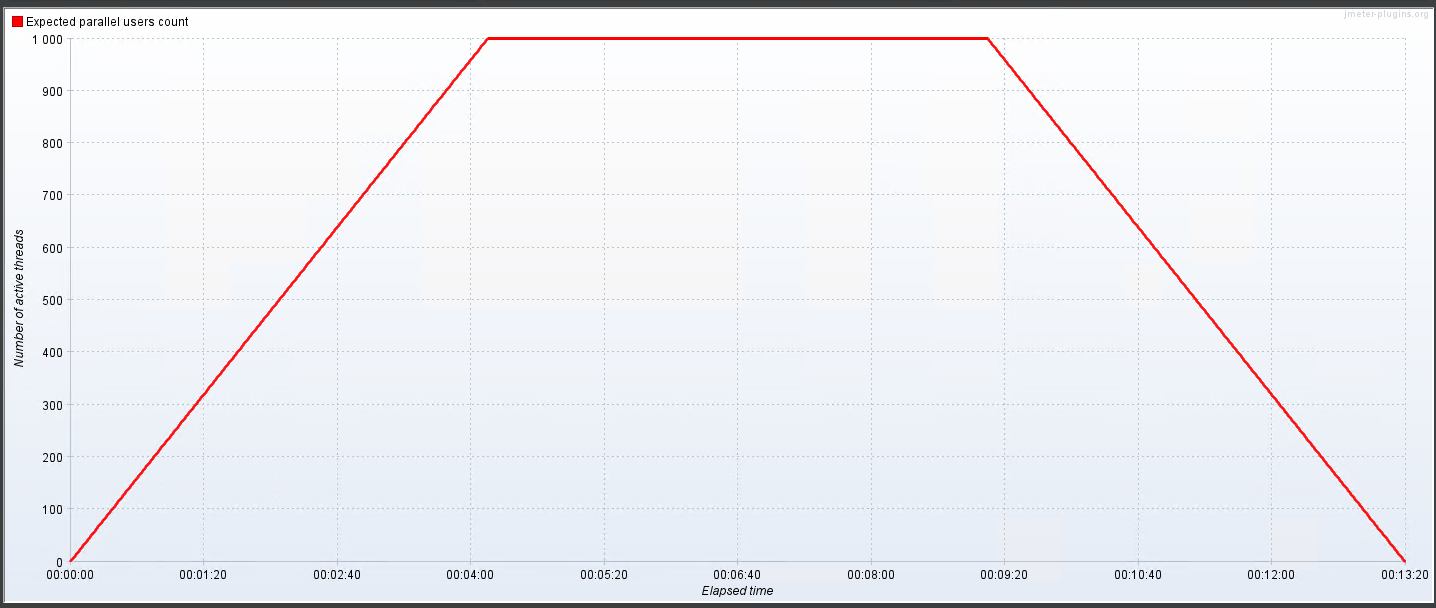 jmeter-plugins.org
Expected parallel users count
1 000
900
800
700
600
500
400
300
200
100
0
Number of active threads
00:00:00 00:01:20 00:02:40 00:04:00 00:05:20 00:06:40 00:08:00 00:09:20 00:10:40 00:12:00 00:13:20
Elapsed time